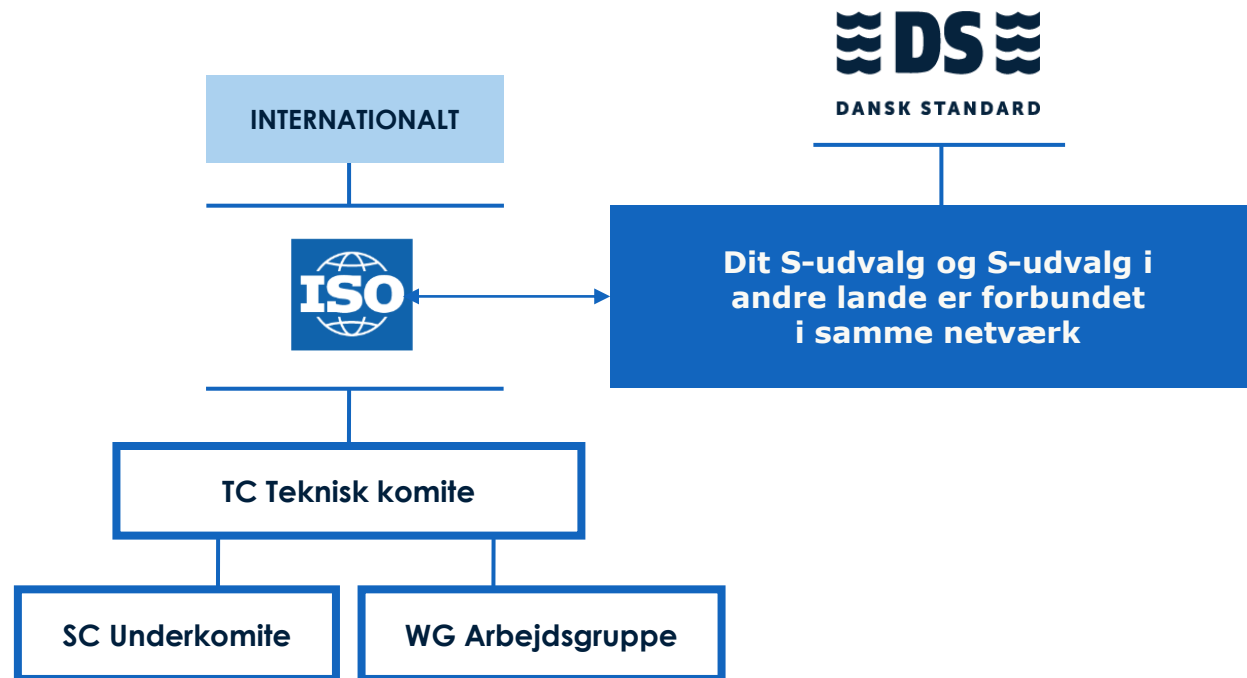 DS
DANSK STANDARD
INTERNATIONALT
ISO
Dit S-udvalg og S-udvalg i
andre lande er forbundet
i samme netværk
TC Teknisk komite
SC Underkomite
WG Arbejdsgruppe